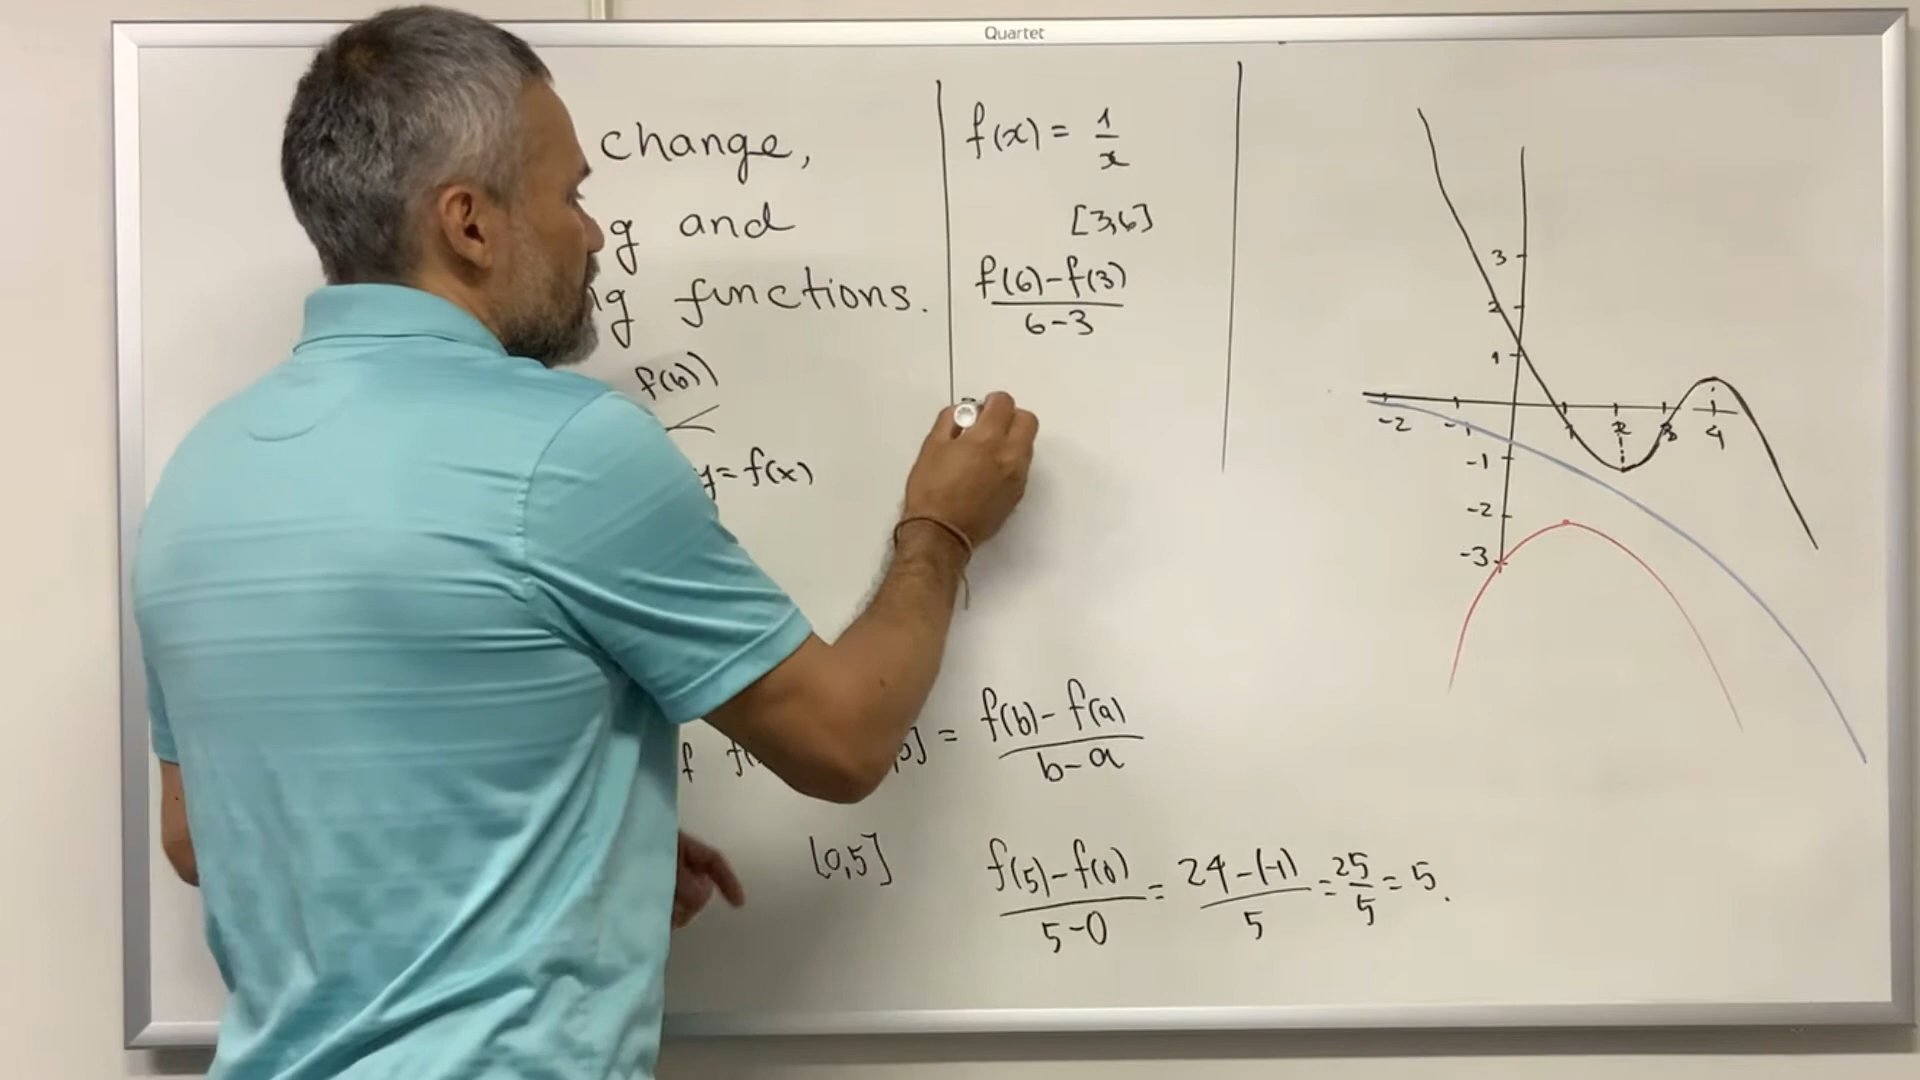 Quartet
change,
g and
g functions.
f(b))
y=f(x)
f(x) = 1/x
[3,6]
f(6)-f(3)
6-3
=
] = f(b)-f(a)
b-a
[0,5]
f(5)-f(0) / 5-0 = 24-(-1) / 5 = 25/5 = 5.
3
2
1
-2 -1 1 2 3 4
-1
-2
-3